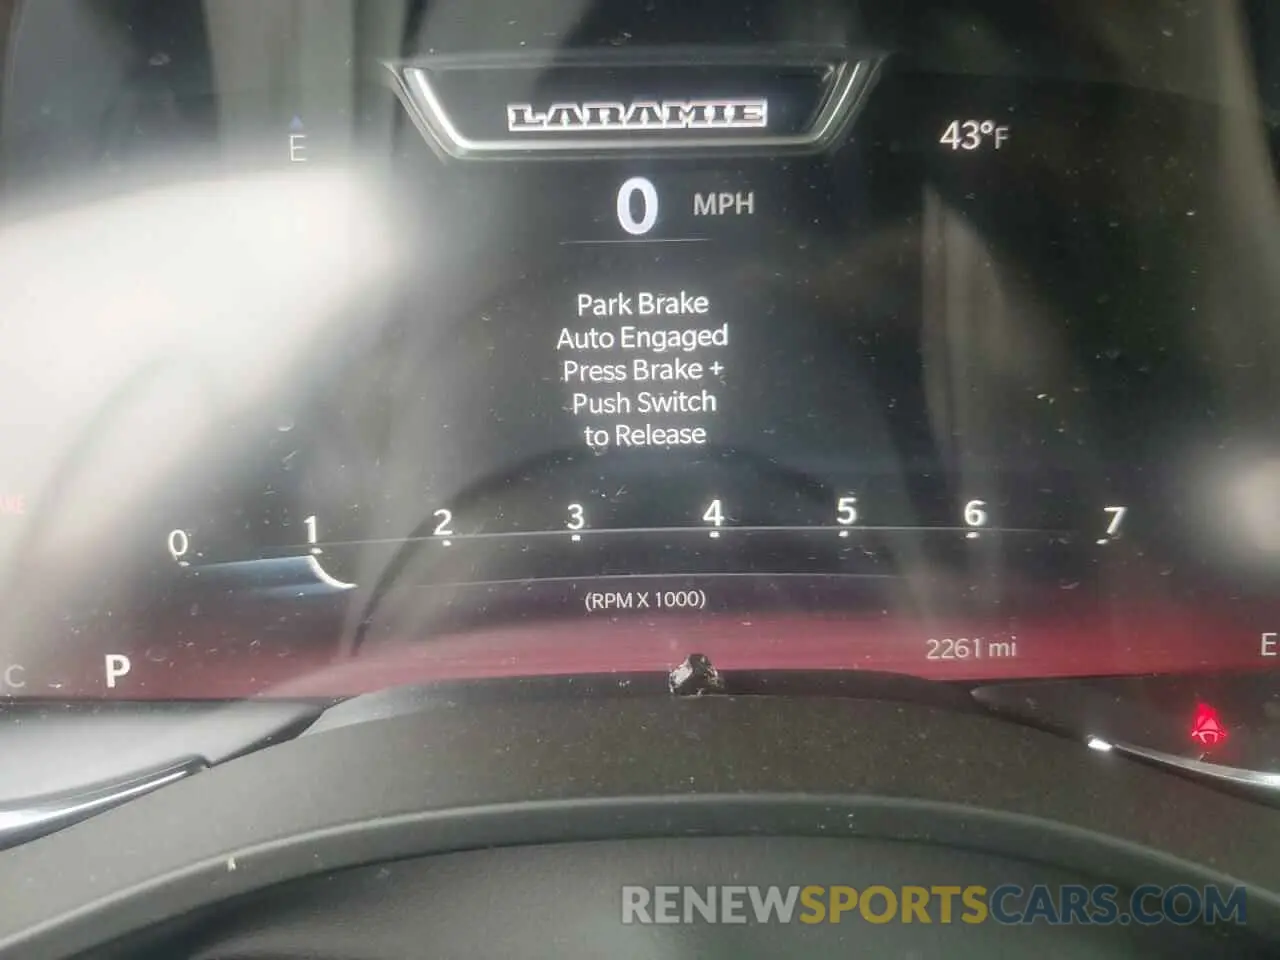 LARAMIE
E
43°F
0 MPH
Park Brake
Auto Engaged
Press Brake +
Push Switch
to Release
0 1 2 3 4 5 6 7
(RPM X 1000)
2261 mi
E
C
P
RENEWSPORTSCARS.COM